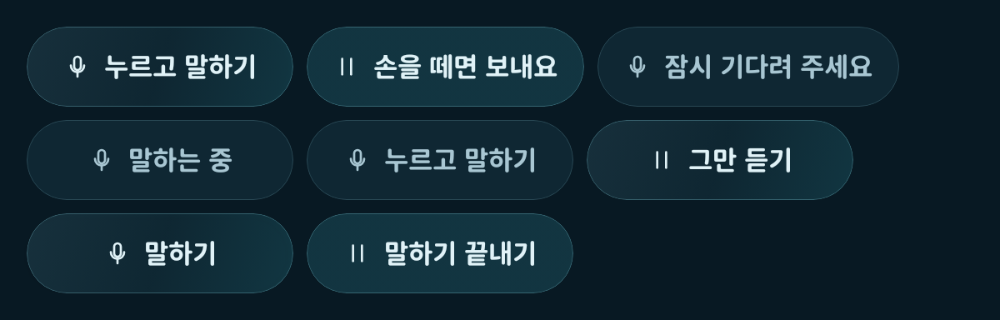 누르고 말하기
손을 떼면 보내요
잠시 기다려 주세요
말하는 중
누르고 말하기
그만 듣기
말하기
말하기 끝내기